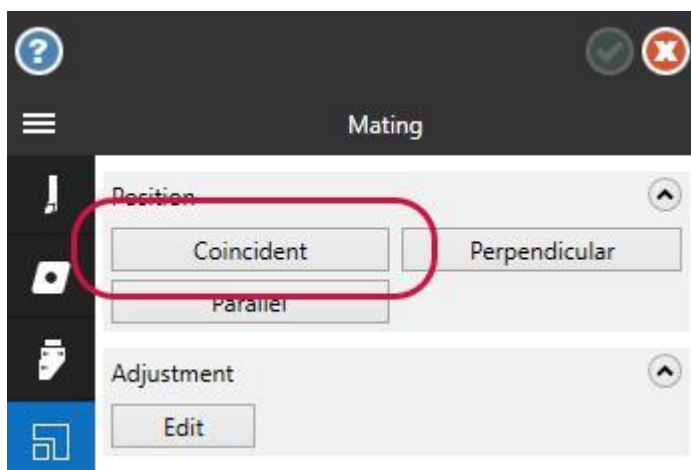 ?
Mating
Position
Coincident Perpendicular
Parallel
Adjustment
Edit